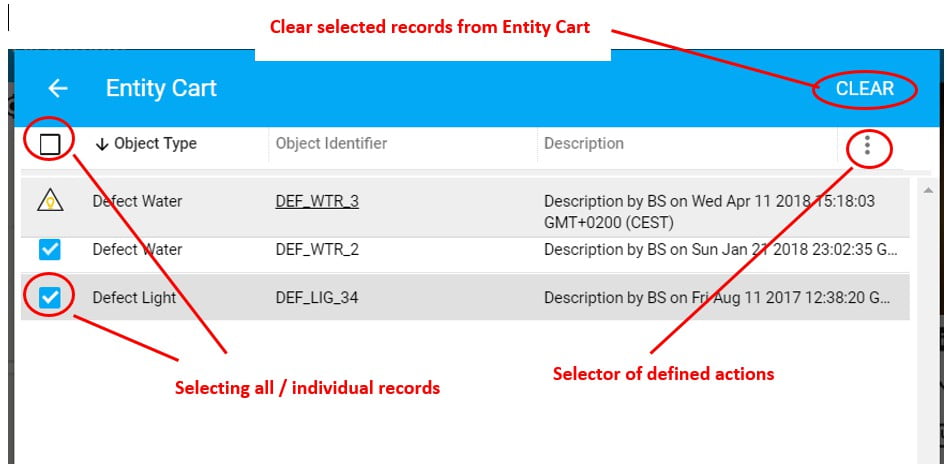 Clear selected records from Entity Cart
Entity Cart
CLEAR
Object Type
Object Identifier
Description
Defect Water
DEF_WTR_3
Description by BS on Wed Apr 11 2018 15:18:03
GMT+0200 (CEST)
Defect Water
DEF_WTR_2
Description by BS on Sun Jan 21 2018 23:02:35 G...
Defect Light
DEF_LIG_34
Description by BS on Fri Aug 11 2017 12:38:20 G...
Selecting all / individual records
Selector of defined actions